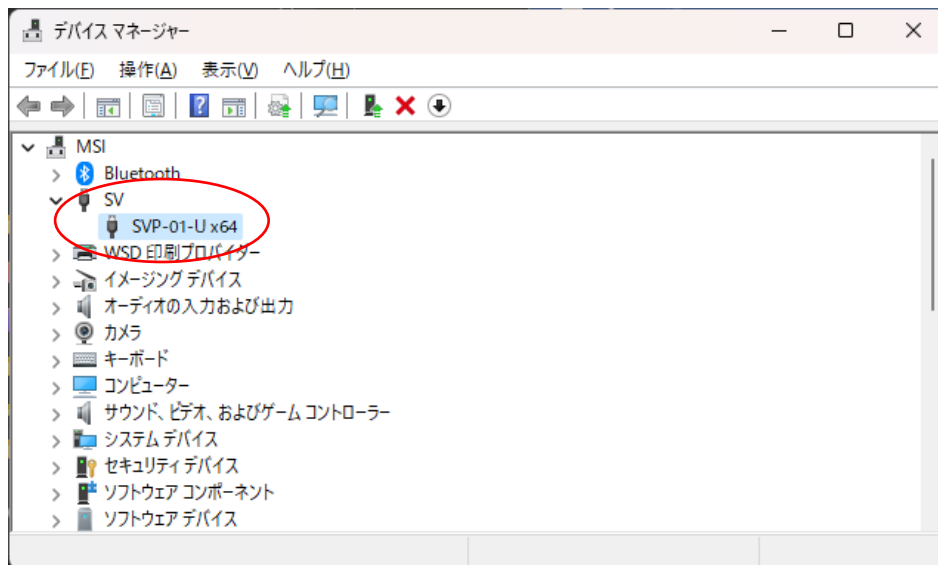 デバイス マネージャー
ファイル(F) 操作(A) 表示(V) ヘルプ(H)
MSI
Bluetooth
SV
SVP-01-U x64
WSD 印刷プロバイダー
イメージング デバイス
オーディオの入力および出力
カメラ
キーボード
コンピューター
サウンド、ビデオ、およびゲーム コントローラー
システム デバイス
セキュリティ デバイス
ソフトウェア コンポーネント
ソフトウェア デバイス